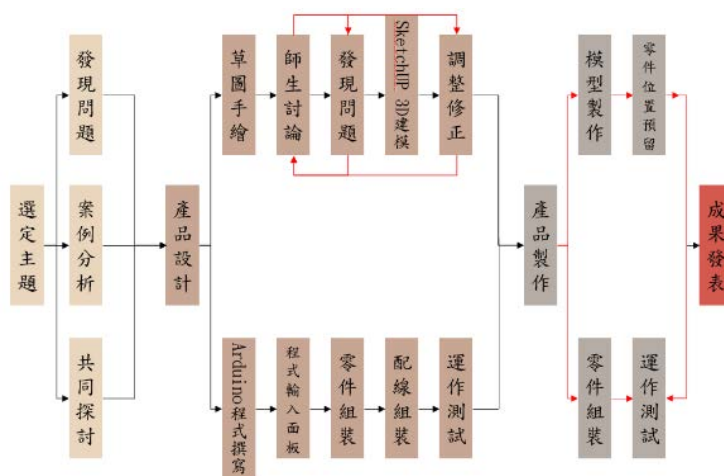 選定主題
發現問題
案例分析
共同探討
產品設計
草圖手繪
師生討論
發現問題
SketchUP 3D建模
調整修正
Arduino程式撰寫
程式輸入面板
零件組裝
配線組裝
運作測試
產品製作
模型製作
零件位置預留
零件組裝
運作測試
成果發表